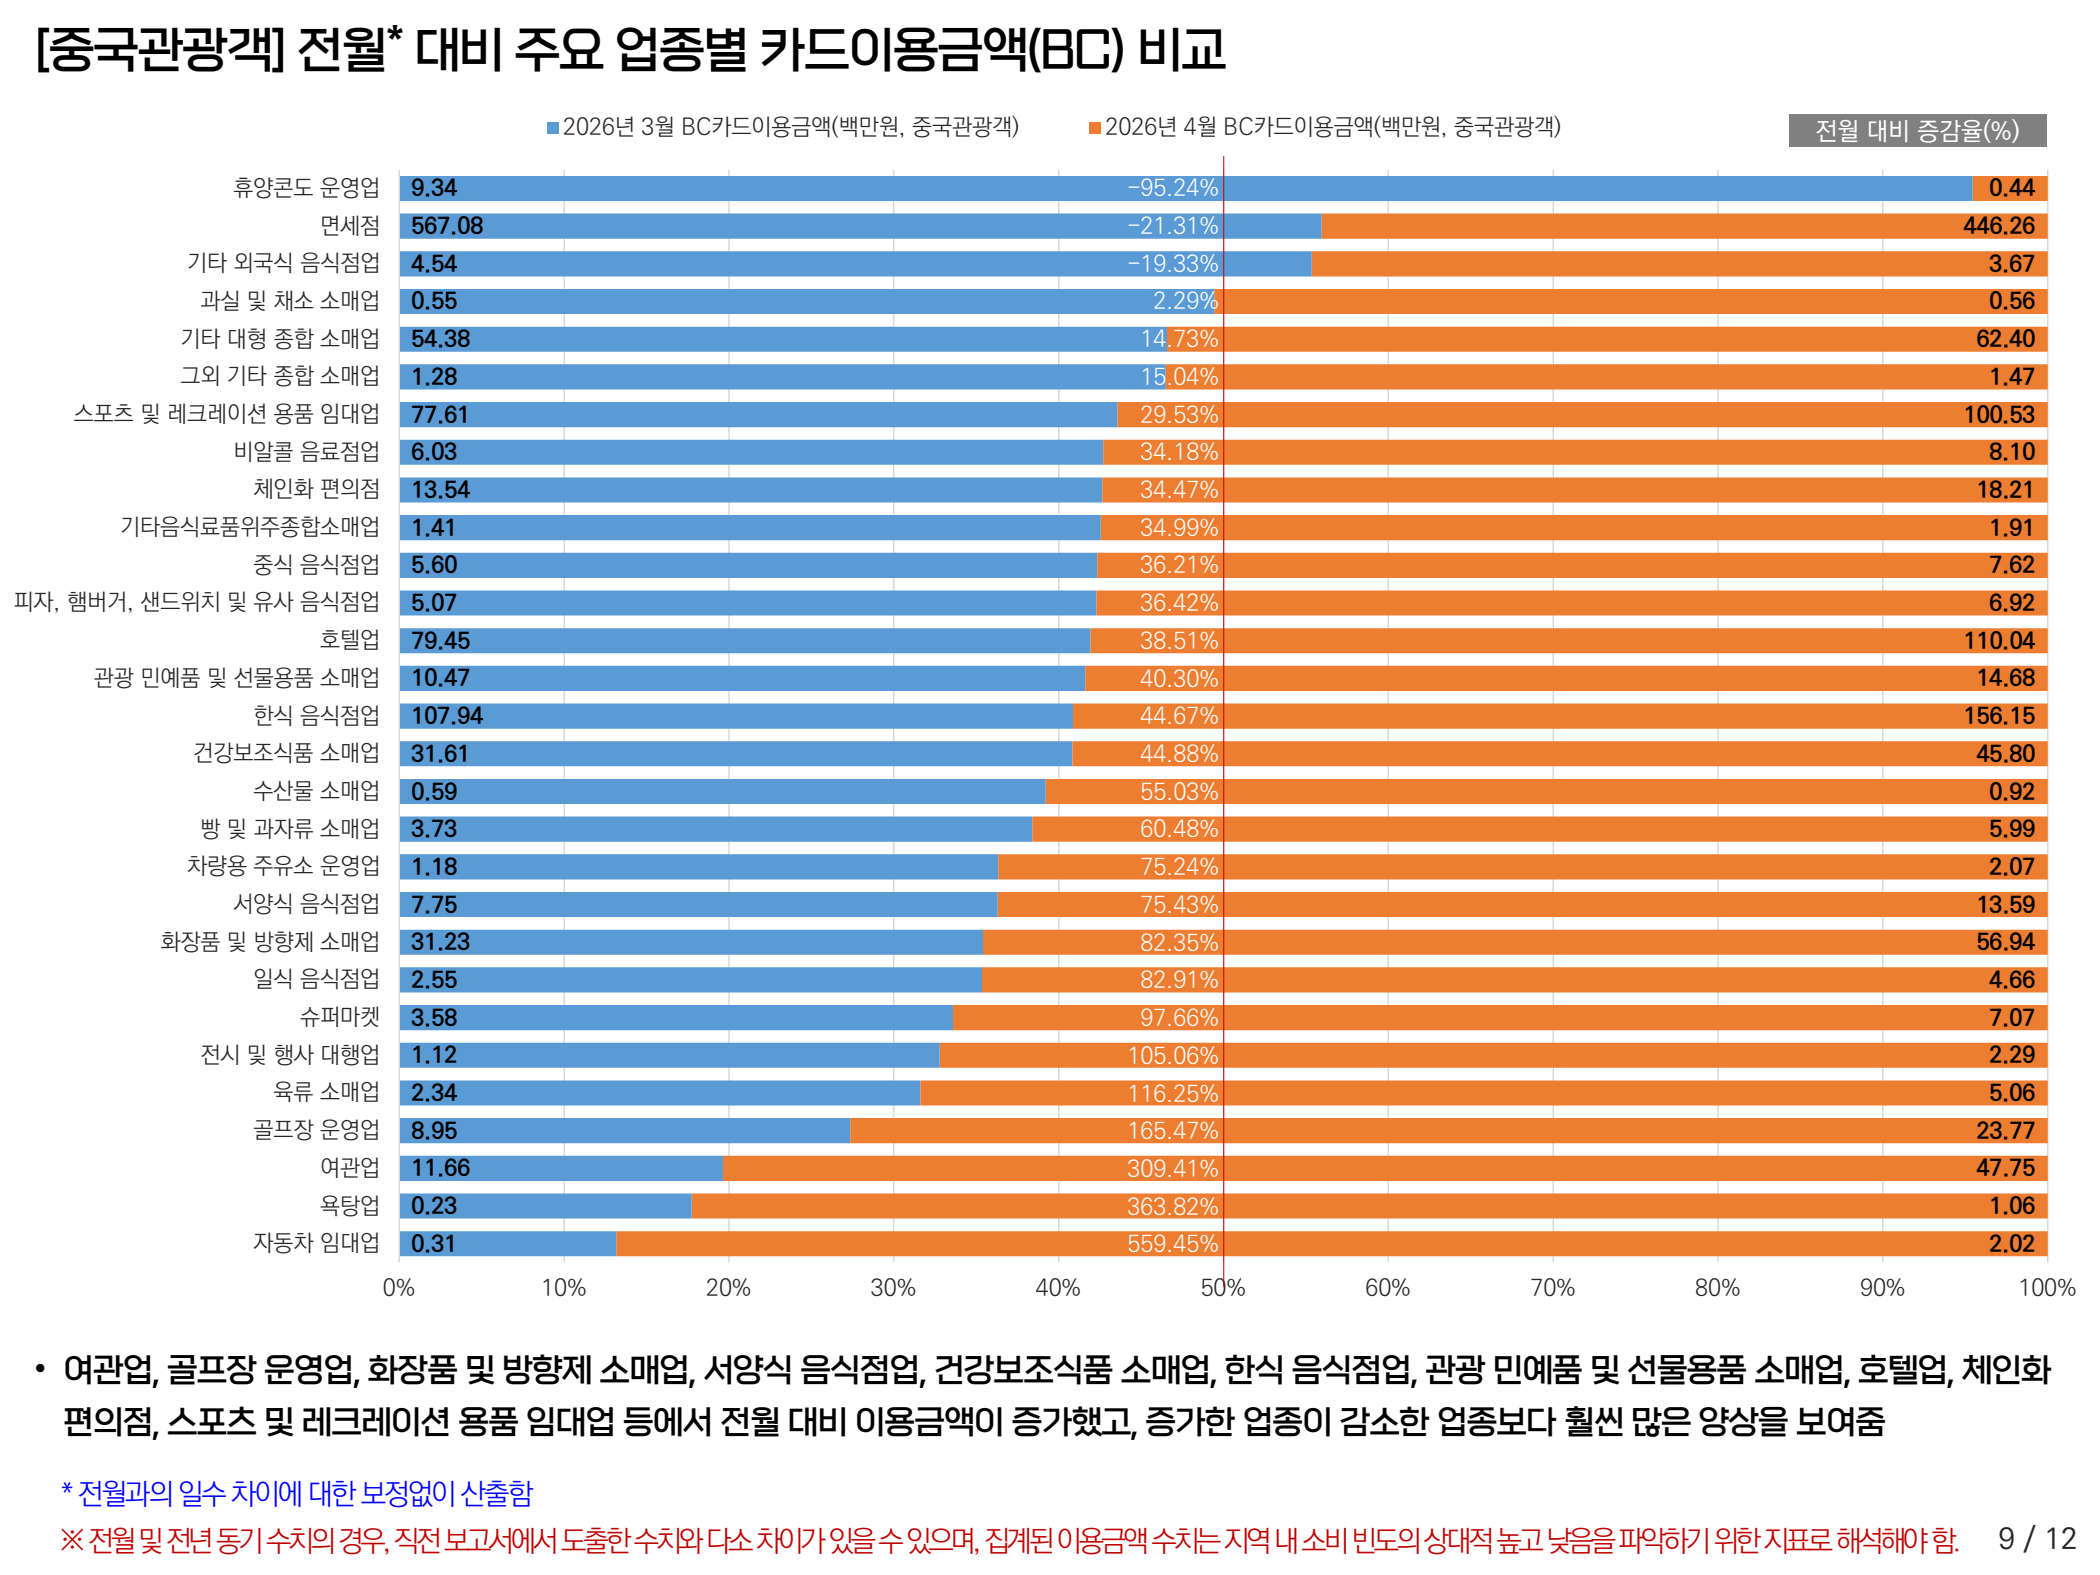 [중국관광객] 전월* 대비 주요 업종별 카드이용금액(BC) 비교
2026년 3월 BC카드이용금액(백만원, 중국관광객) 2026년 4월 BC카드이용금액(백만원, 중국관광객) 전월 대비 증감율(%)
휴양콘도 운영업 9.34 -95.24% 0.44
면세점 567.08 -21.31% 446.26
기타 외국식 음식점업 4.54 -19.33% 3.67
과실 및 채소 소매업 0.55 2.29% 0.56
기타 대형 종합 소매업 54.38 14.73% 62.40
그외 기타 종합 소매업 1.28 15.04% 1.47
스포츠 및 레크레이션 용품 임대업 77.61 29.53% 100.53
비알콜 음료점업 6.03 34.18% 8.10
체인화 편의점 13.54 34.47% 18.21
기타음식료품위주종합소매업 1.41 34.99% 1.91
중식 음식점업 5.60 36.21% 7.62
피자, 햄버거, 샌드위치 및 유사 음식점업 5.07 36.42% 6.92
호텔업 79.45 38.51% 110.04
관광 민예품 및 선물용품 소매업 10.47 40.30% 14.68
한식 음식점업 107.94 44.67% 156.15
건강보조식품 소매업 31.61 44.88% 45.80
수산물 소매업 0.59 55.03% 0.92
빵 및 과자류 소매업 3.73 60.48% 5.99
차량용 주유소 운영업 1.18 75.24% 2.07
서양식 음식점업 7.75 75.43% 13.59
화장품 및 방향제 소매업 31.23 82.35% 56.94
일식 음식점업 2.55 82.91% 4.66
슈퍼마켓 3.58 97.66% 7.07
전시 및 행사 대행업 1.12 105.06% 2.29
육류 소매업 2.34 116.25% 5.06
골프장 운영업 8.95 165.47% 23.77
여관업 11.66 309.41% 47.75
욕탕업 0.23 363.82% 1.06
자동차 임대업 0.31 559.45% 2.02
0% 10% 20% 30% 40% 50% 60% 70% 80% 90% 100%
• 여관업, 골프장 운영업, 화장품 및 방향제 소매업, 서양식 음식점업, 건강보조식품 소매업, 한식 음식점업, 관광 민예품 및 선물용품 소매업, 호텔업, 체인화
편의점, 스포츠 및 레크레이션 용품 임대업 등에서 전월 대비 이용금액이 증가했고, 증가한 업종이 감소한 업종보다 훨씬 많은 양상을 보여줌
* 전월과의 일수 차이에 대한 보정없이 산출함
※ 전월 및 전년 동기 수치의 경우, 직전 보고서에서 도출한 수치와 다소 차이가 있을 수 있으며, 집계된 이용금액 수치는 지역 내 소비 빈도의 상대적 높고 낮음을 파악하기 위한 지표로 해석해야 함.
9 / 12